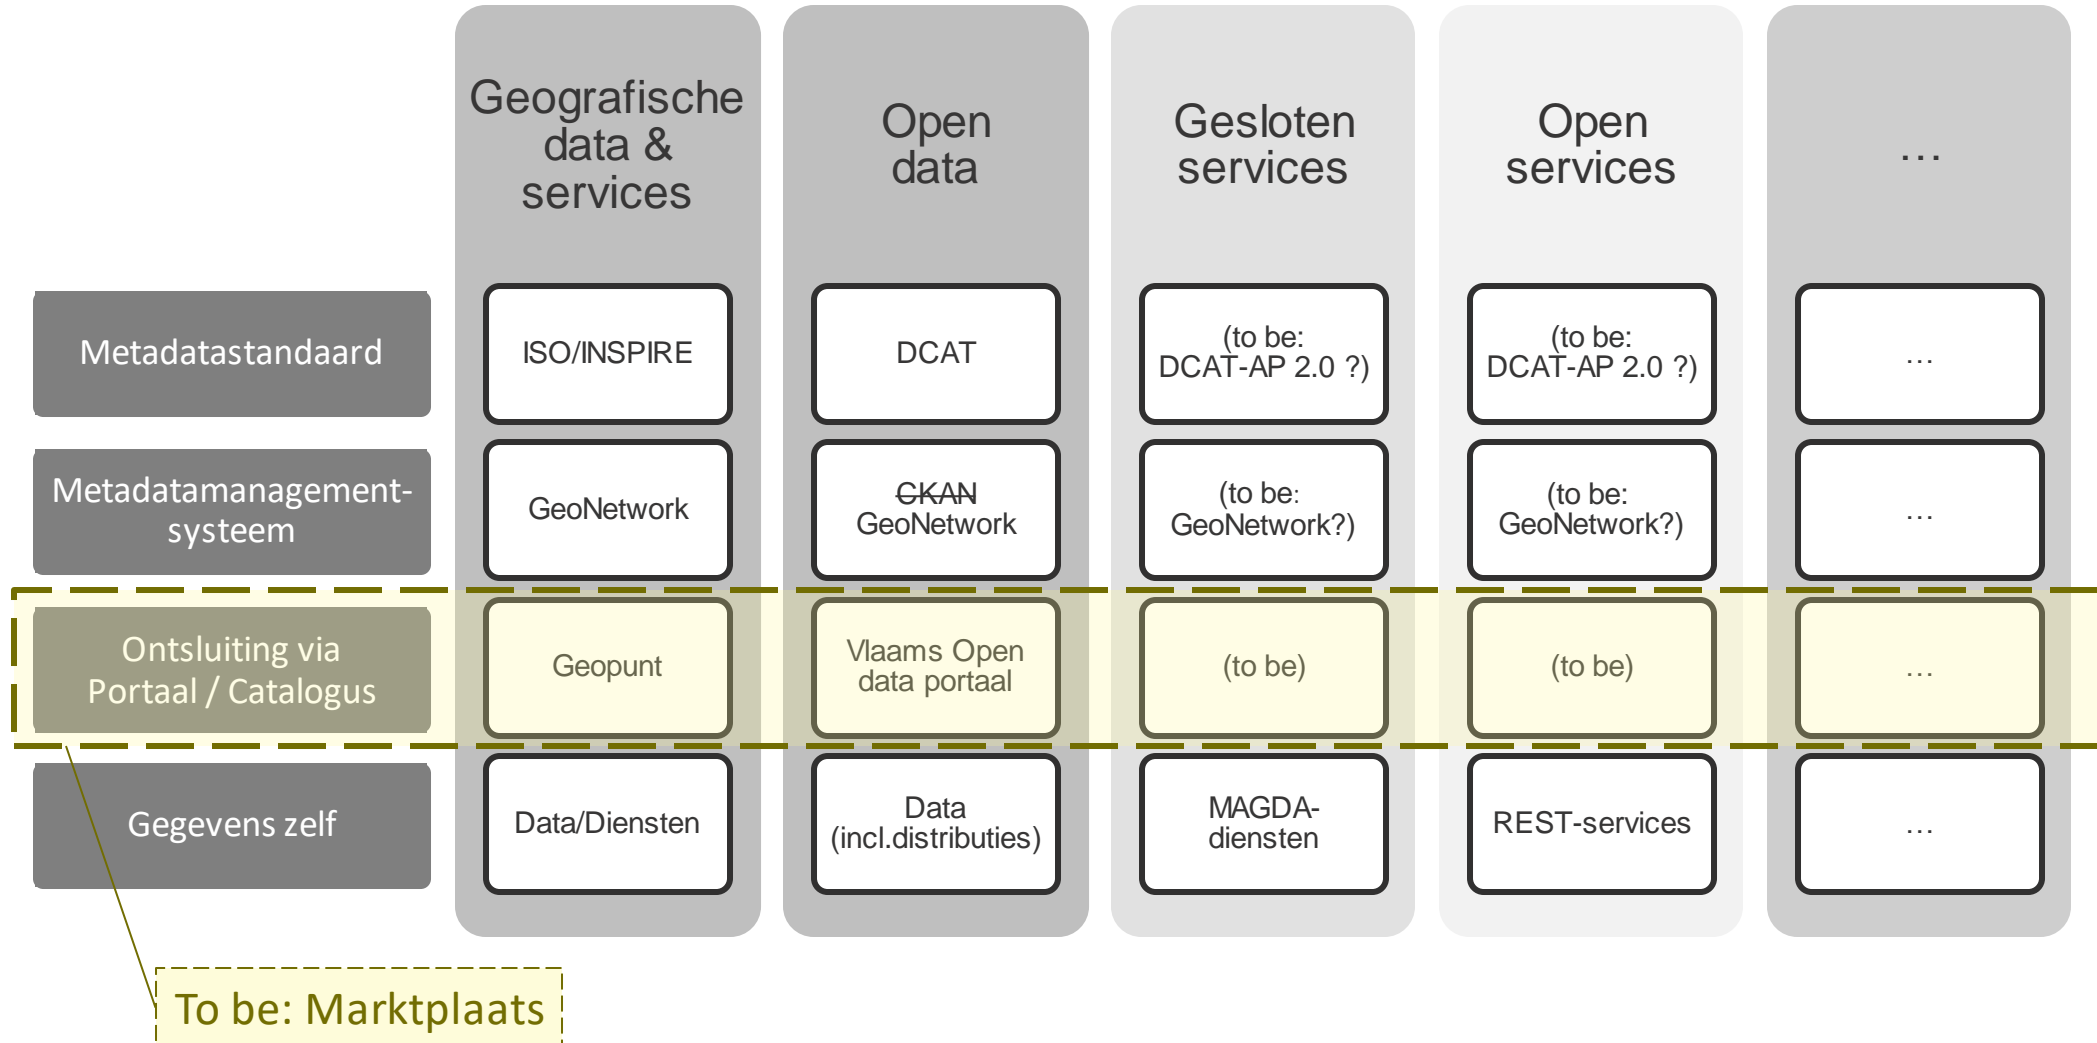 Geografische
data &
services
Open
data
Gesloten
services
Open
services
...
Metadatastandaard
ISO/INSPIRE
DCAT
(to be:
DCAT-AP 2.0 ?)
(to be:
DCAT-AP 2.0 ?)
...
Metadatamanagement-
systeem
GeoNetwork
CKAN
GeoNetwork
(to be:
GeoNetwork?)
(to be:
GeoNetwork?)
...
Ontsluiting via
Portaal / Catalogus
Geopunt
Vlaams Open
data portaal
(to be)
(to be)
...
Gegevens zelf
Data/Diensten
Data
(incl.distributies)
MAGDA-
diensten
REST-services
...
To be: Marktplaats